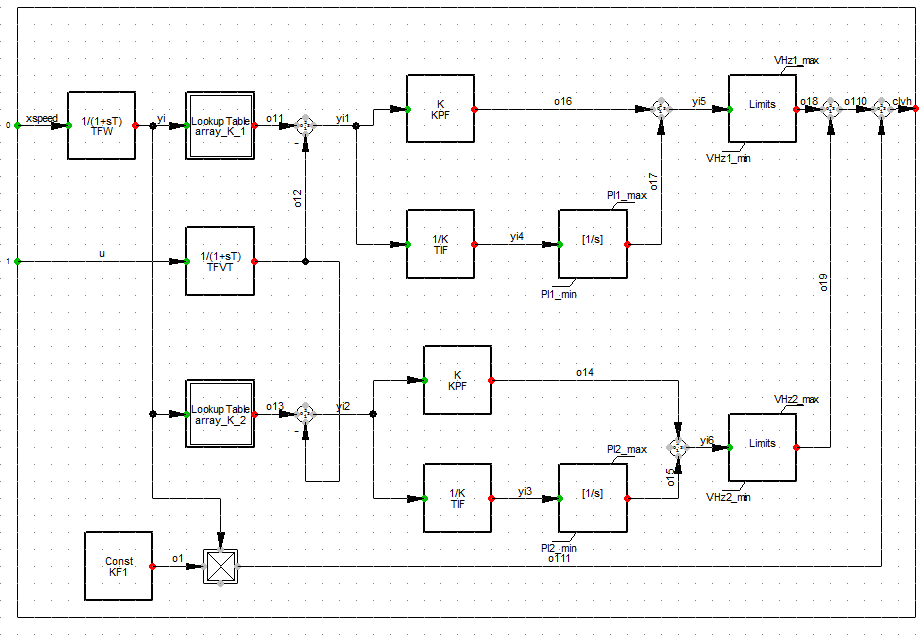 VHz1_max
0
xspeed
1/(1+sT)
TFW
yi
Lookup Table
array_K_1
o11
-
yi1
K
KPF
o16
yi5
Limits
o18
o110
clvh
VHz1_min
o12
o17
PI1_max
1
u
1/(1+sT)
TFVT
1/K
TIF
yi4
[1/s]
PI1_min
o19
K
KPF
o14
Lookup Table
array_K_2
o13
-
yi2
VHz2_max
yi6
Limits
VHz2_min
PI2_max
o15
1/K
TIF
yi3
[1/s]
PI2_min
Const
KF1
o1
o111